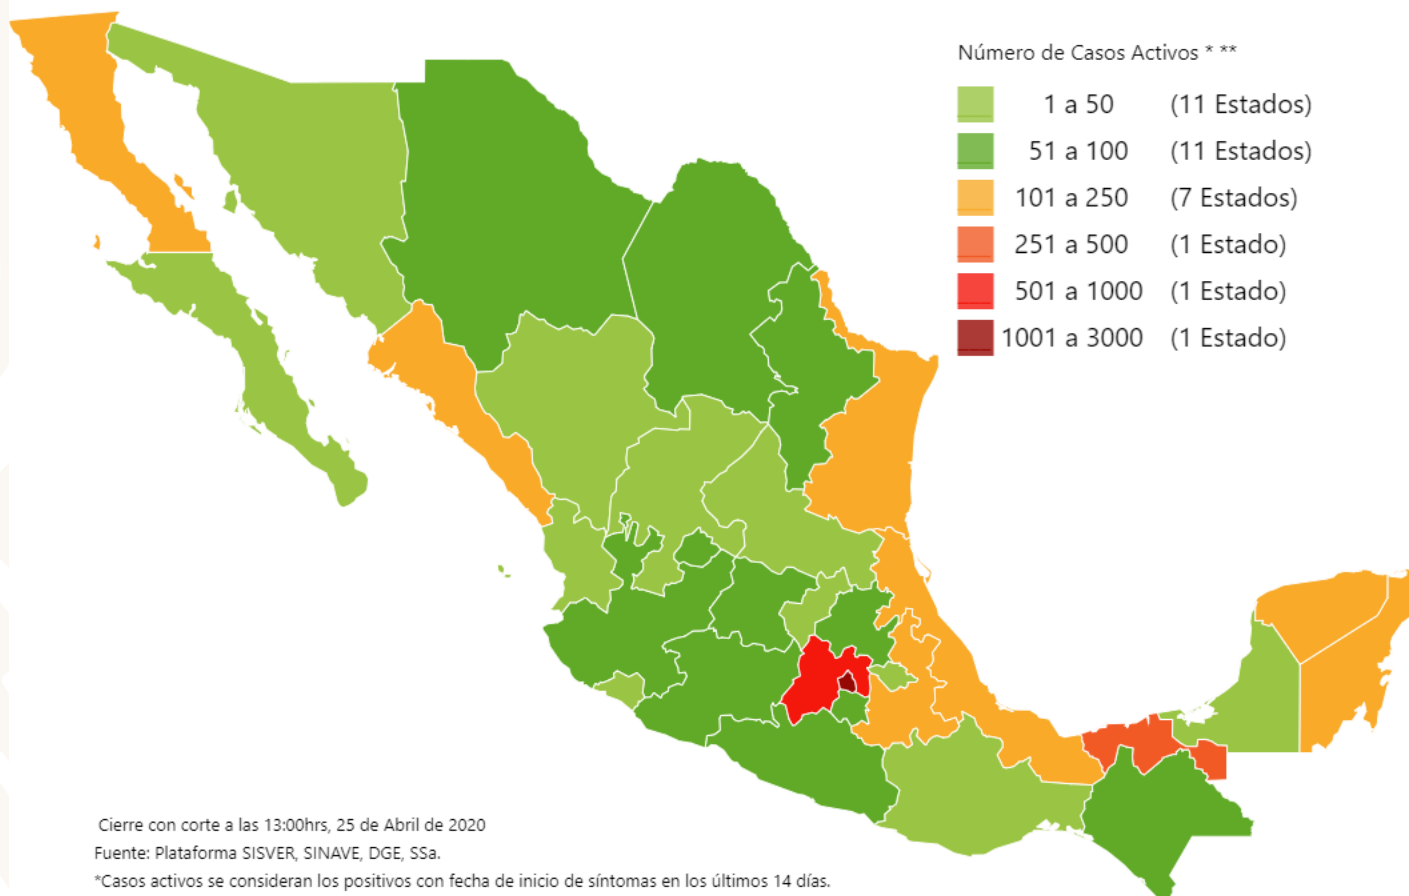 Número de Casos Activos * **
1 a 50 (11 Estados)
51 a 100 (11 Estados)
101 a 250 (7 Estados)
251 a 500 (1 Estado)
501 a 1000 (1 Estado)
1001 a 3000 (1 Estado)
Cierre con corte a las 13:00hrs, 25 de Abril de 2020
Fuente: Plataforma SISVER, SINAVE, DGE, SSa.
*Casos activos se consideran los positivos con fecha de inicio de síntomas en los últimos 14 días.